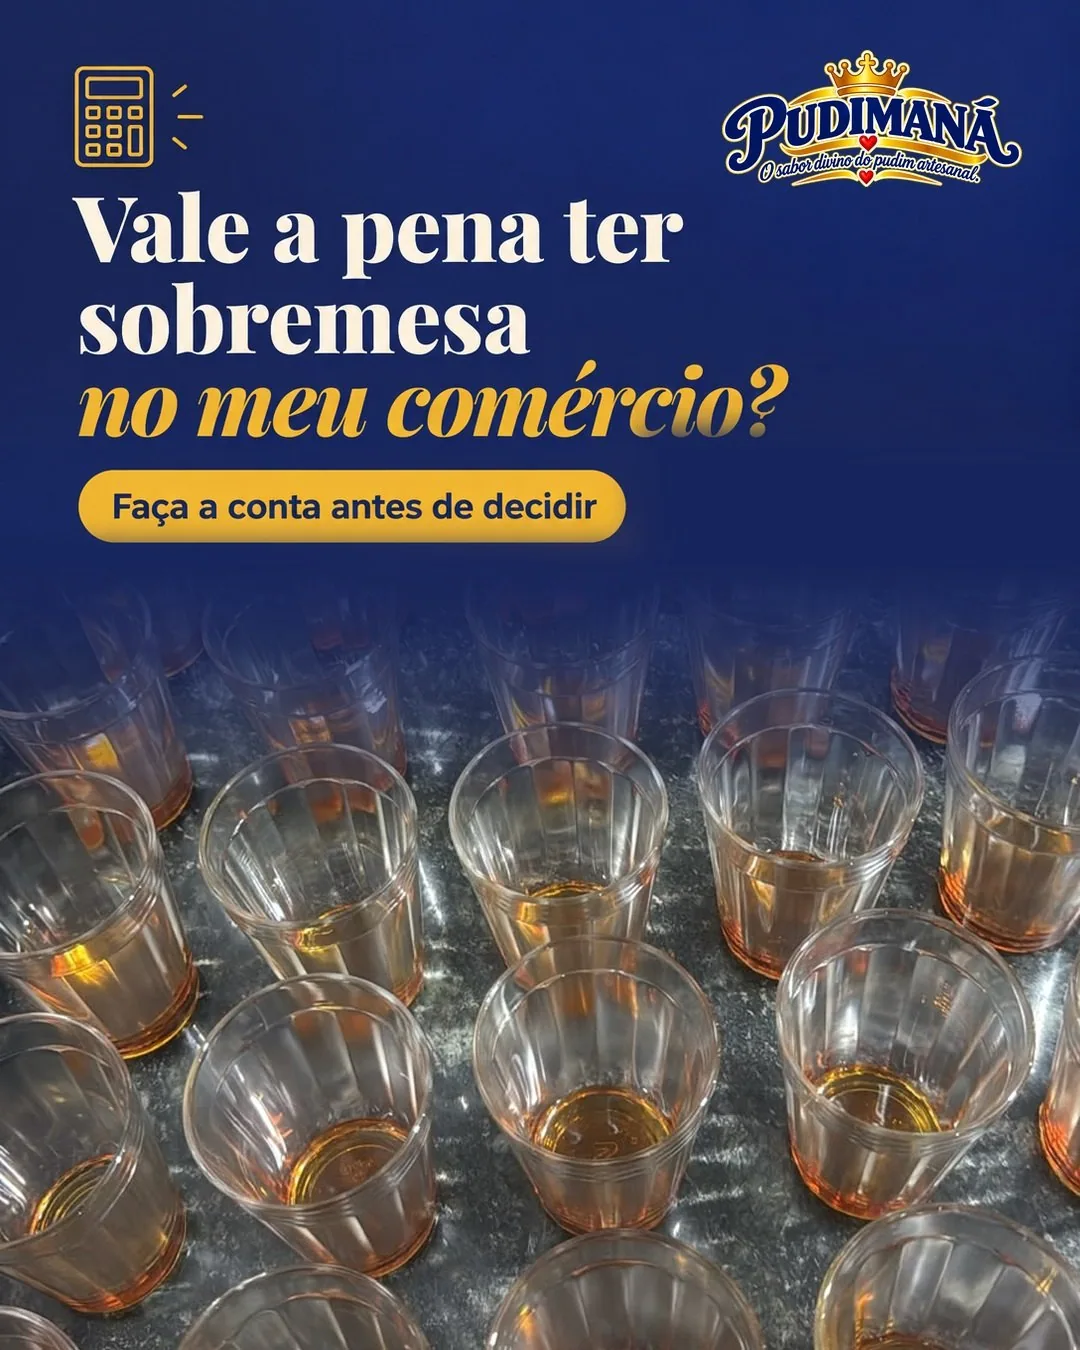 PUDIMANÁ
O sabor divino do pudim artesanal.
Vale a pena ter
sobremesa
no meu comércio?
Faça a conta antes de decidir